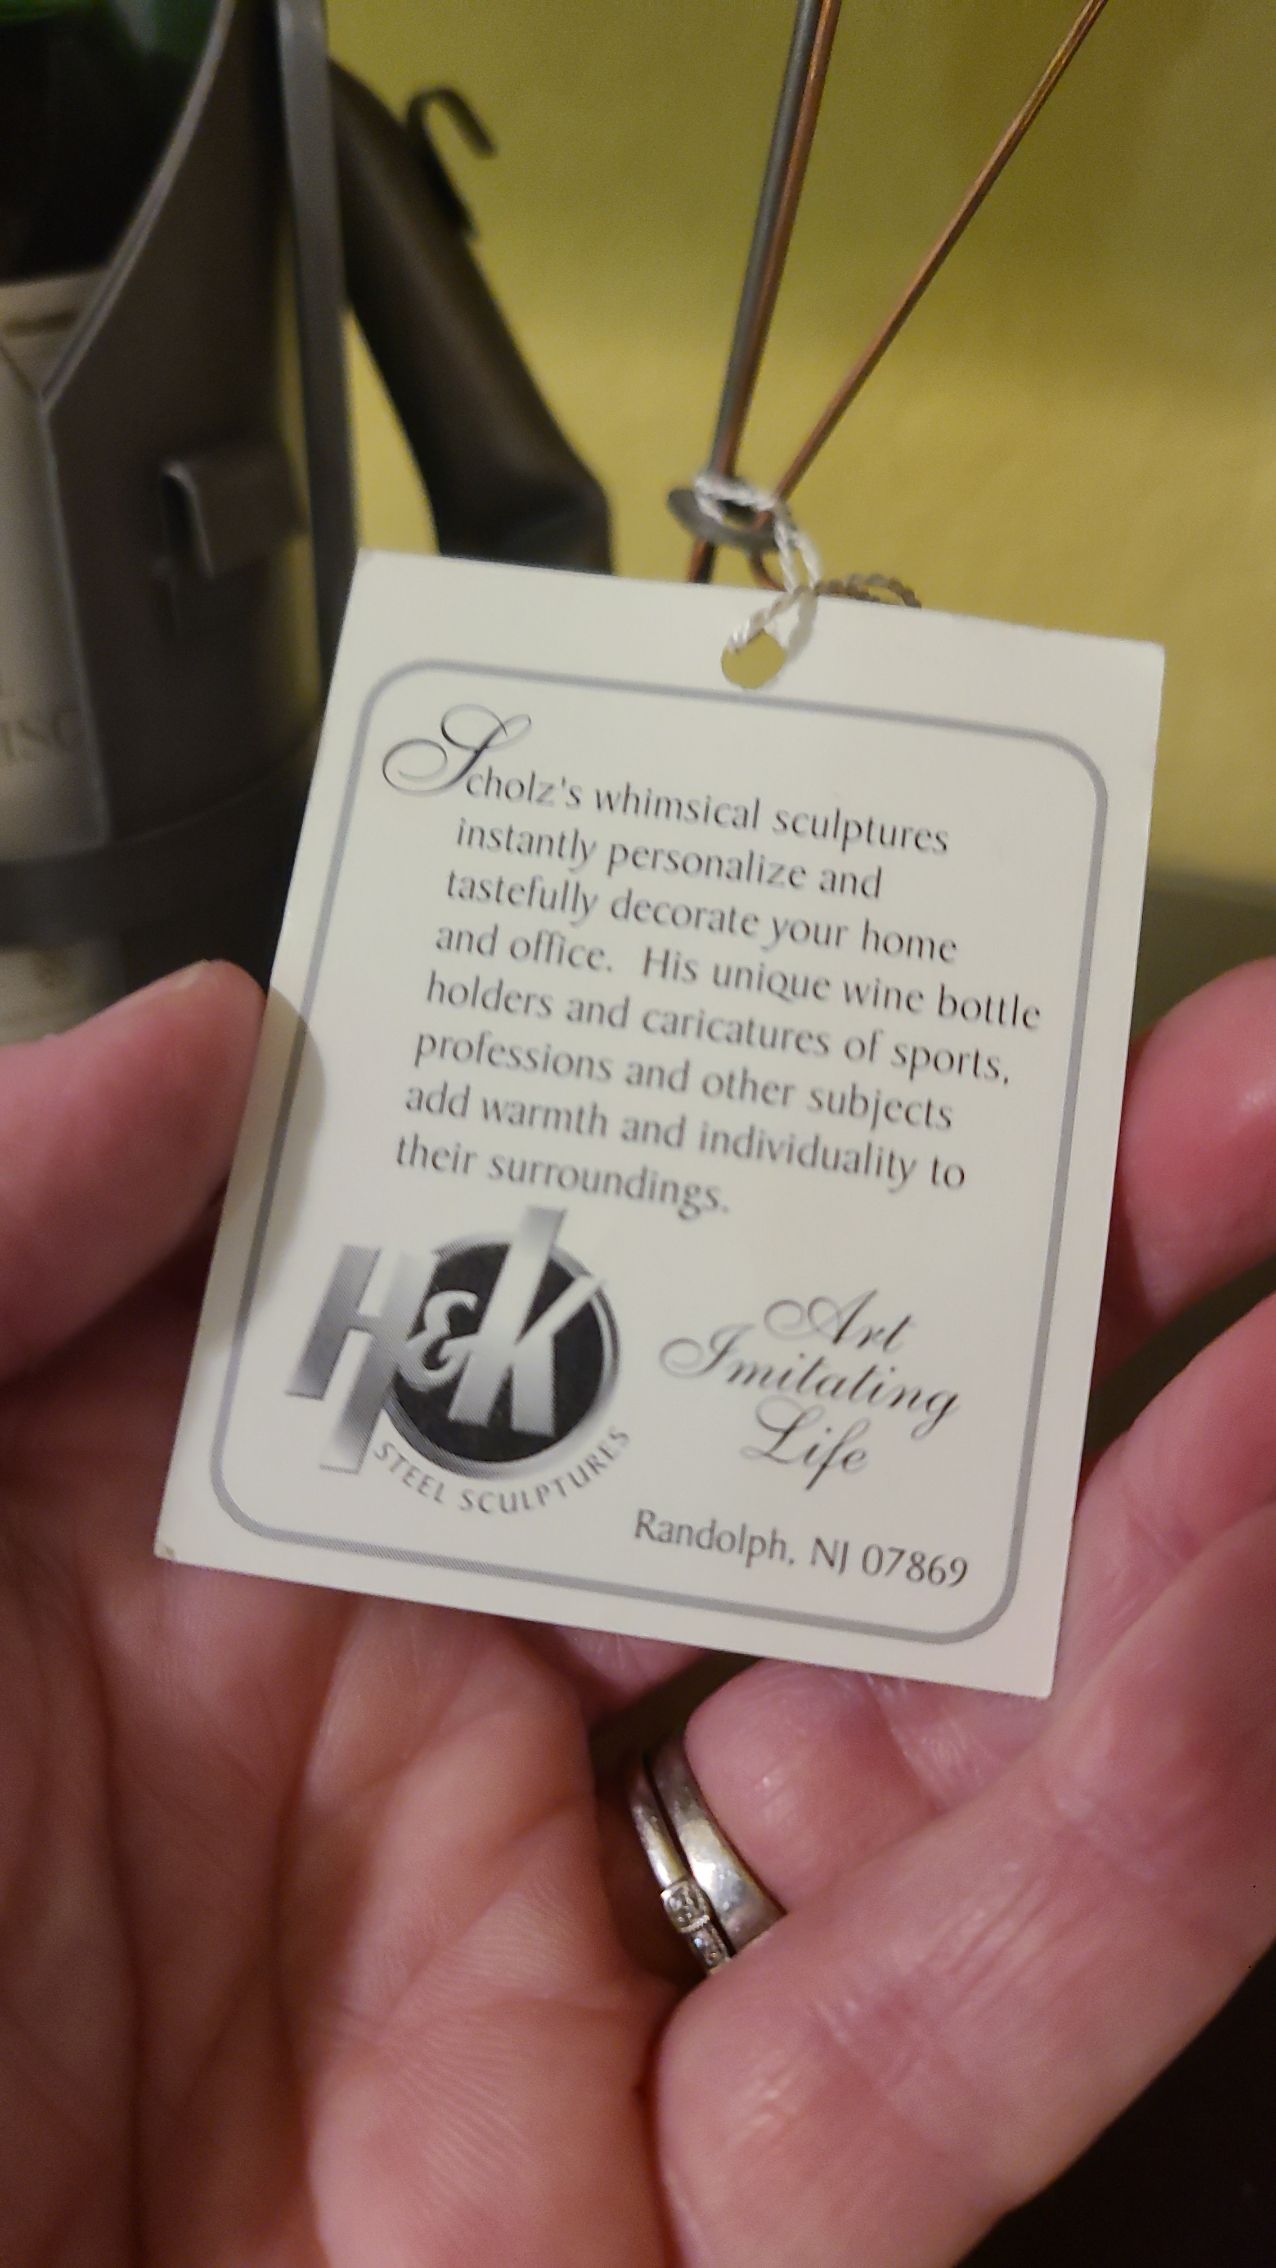 Scholz's whimsical sculptures
instantly personalize and
tastefully decorate your home
and office. His unique wine bottle
holders and caricatures of sports,
professions and other subjects
add warmth and individuality to
their surroundings.
H&K
STEEL SCULPTURES
Art
Imitating
Life
Randolph, NJ 07869